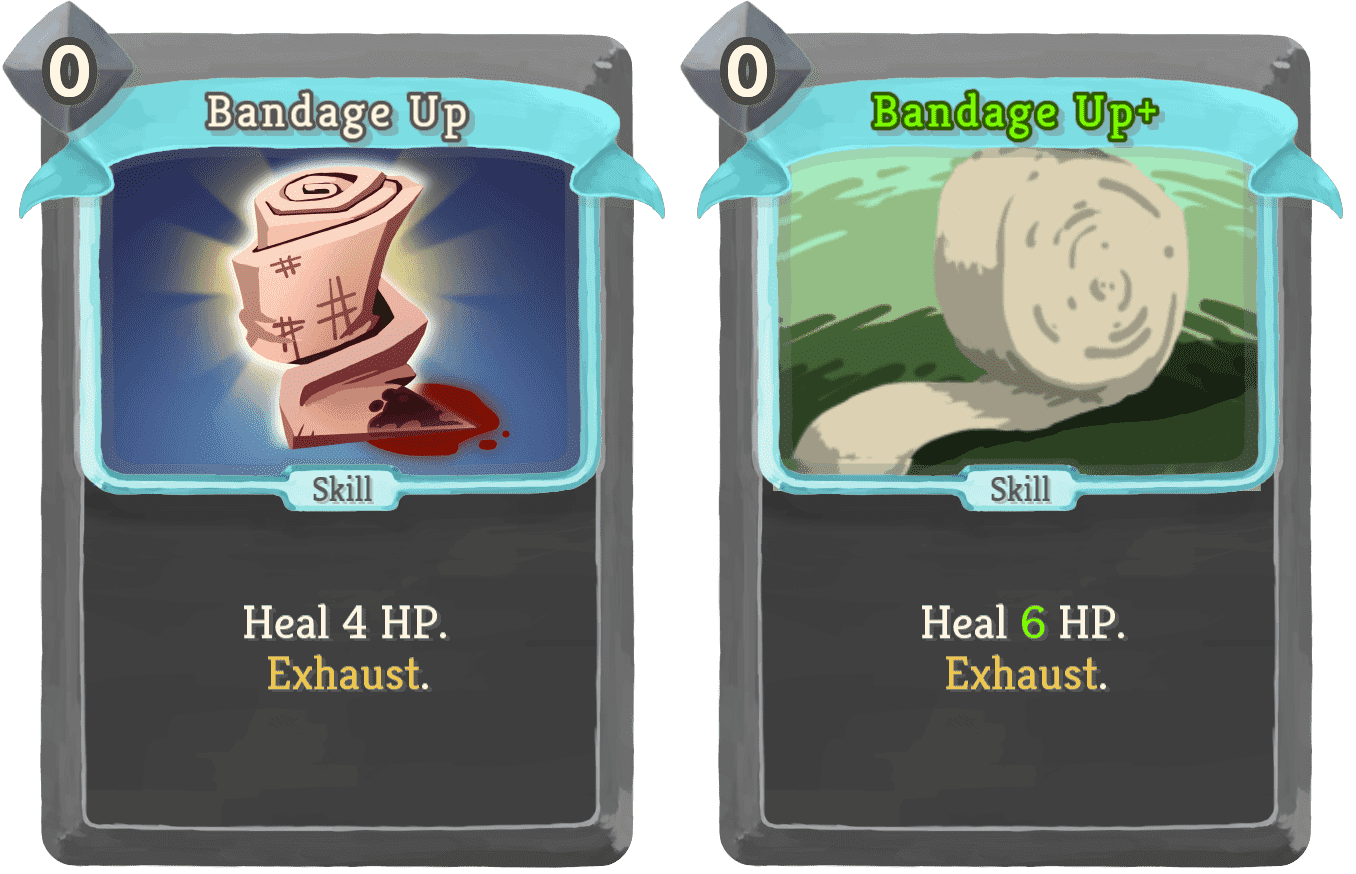 0
Bandage Up
Skill
Heal 4 HP.
Exhaust.
0
Bandage Up+
Skill
Heal 6 HP.
Exhaust.